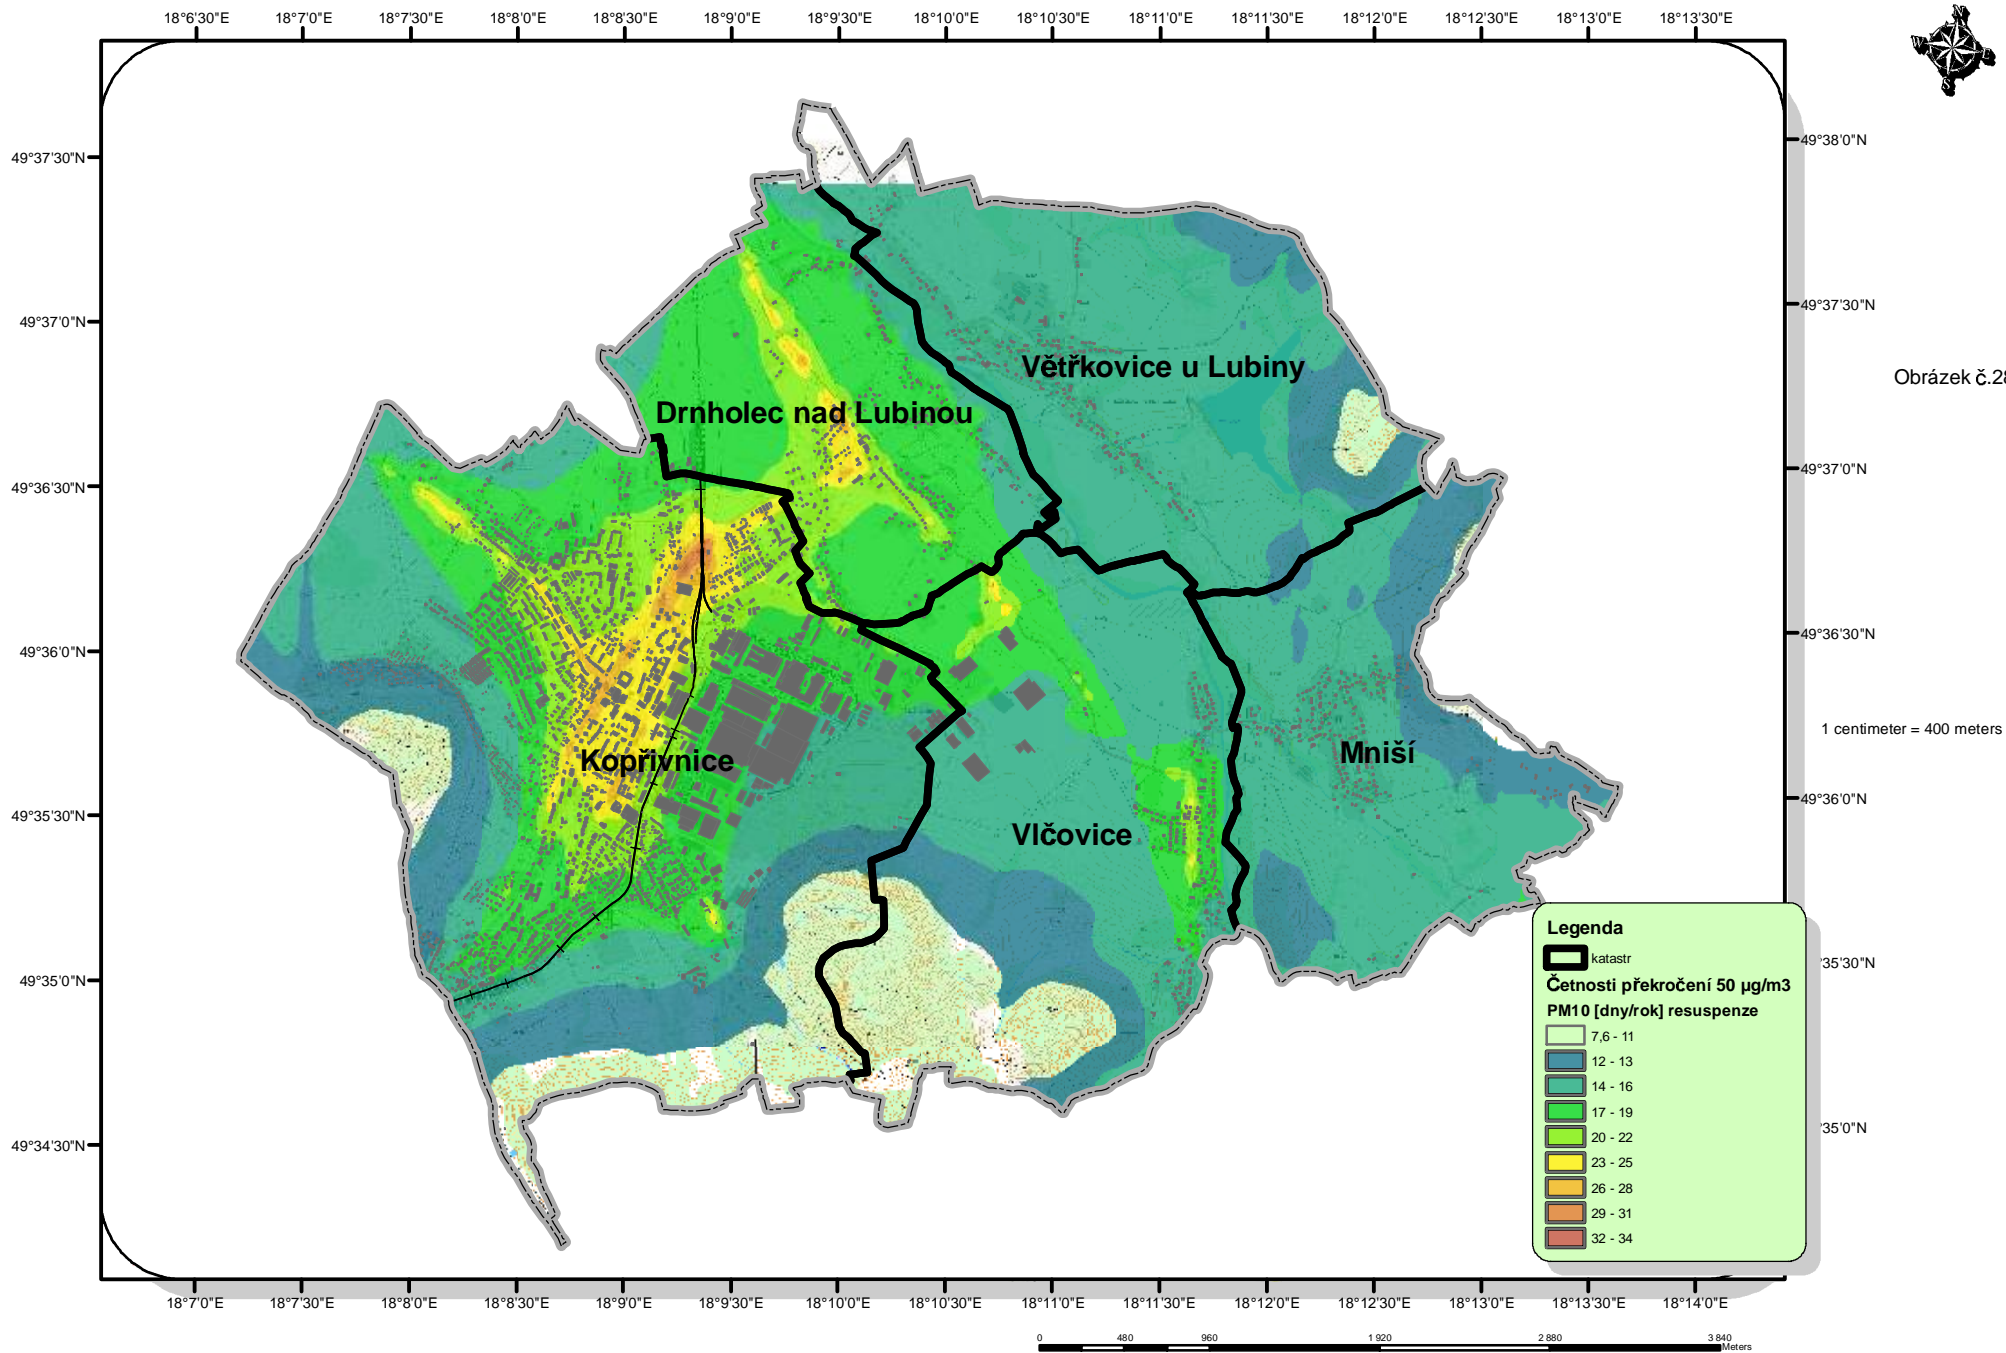 18°6'30"E 18°7'0"E 18°7'30"E 18°8'0"E 18°8'30"E 18°9'0"E 18°9'30"E 18°10'0"E 18°10'30"E 18°11'0"E 18°11'30"E 18°12'0"E 18°12'30"E 18°13'0"E 18°13'30"E
49°37'30"N
49°37'0"N
49°36'30"N
49°36'0"N
49°35'30"N
49°35'0"N
49°34'30"N
Větřkovice u Lubiny
Drnholec nad Lubinou
Kopřivnice
Mniší
Vlčovice
49°38'0"N
49°37'30"N
49°37'0"N
49°36'30"N
49°36'0"N
35'30"N
35'0"N
Obrázek č.28
1 centimeter = 400 meters
Legenda
katastr
Četnosti překročení 50 µg/m3
PM10 [dny/rok] resuspenze
7,6 - 11
12 - 13
14 - 16
17 - 19
20 - 22
23 - 25
26 - 28
29 - 31
32 - 34
18°7'0"E 18°7'30"E 18°8'0"E 18°8'30"E 18°9'0"E 18°9'30"E 18°10'0"E 18°10'30"E 18°11'0"E 18°11'30"E 18°12'0"E 18°12'30"E 18°13'0"E 18°13'30"E 18°14'0"E
0 480 960 1 920 2 880 3 840
Meters